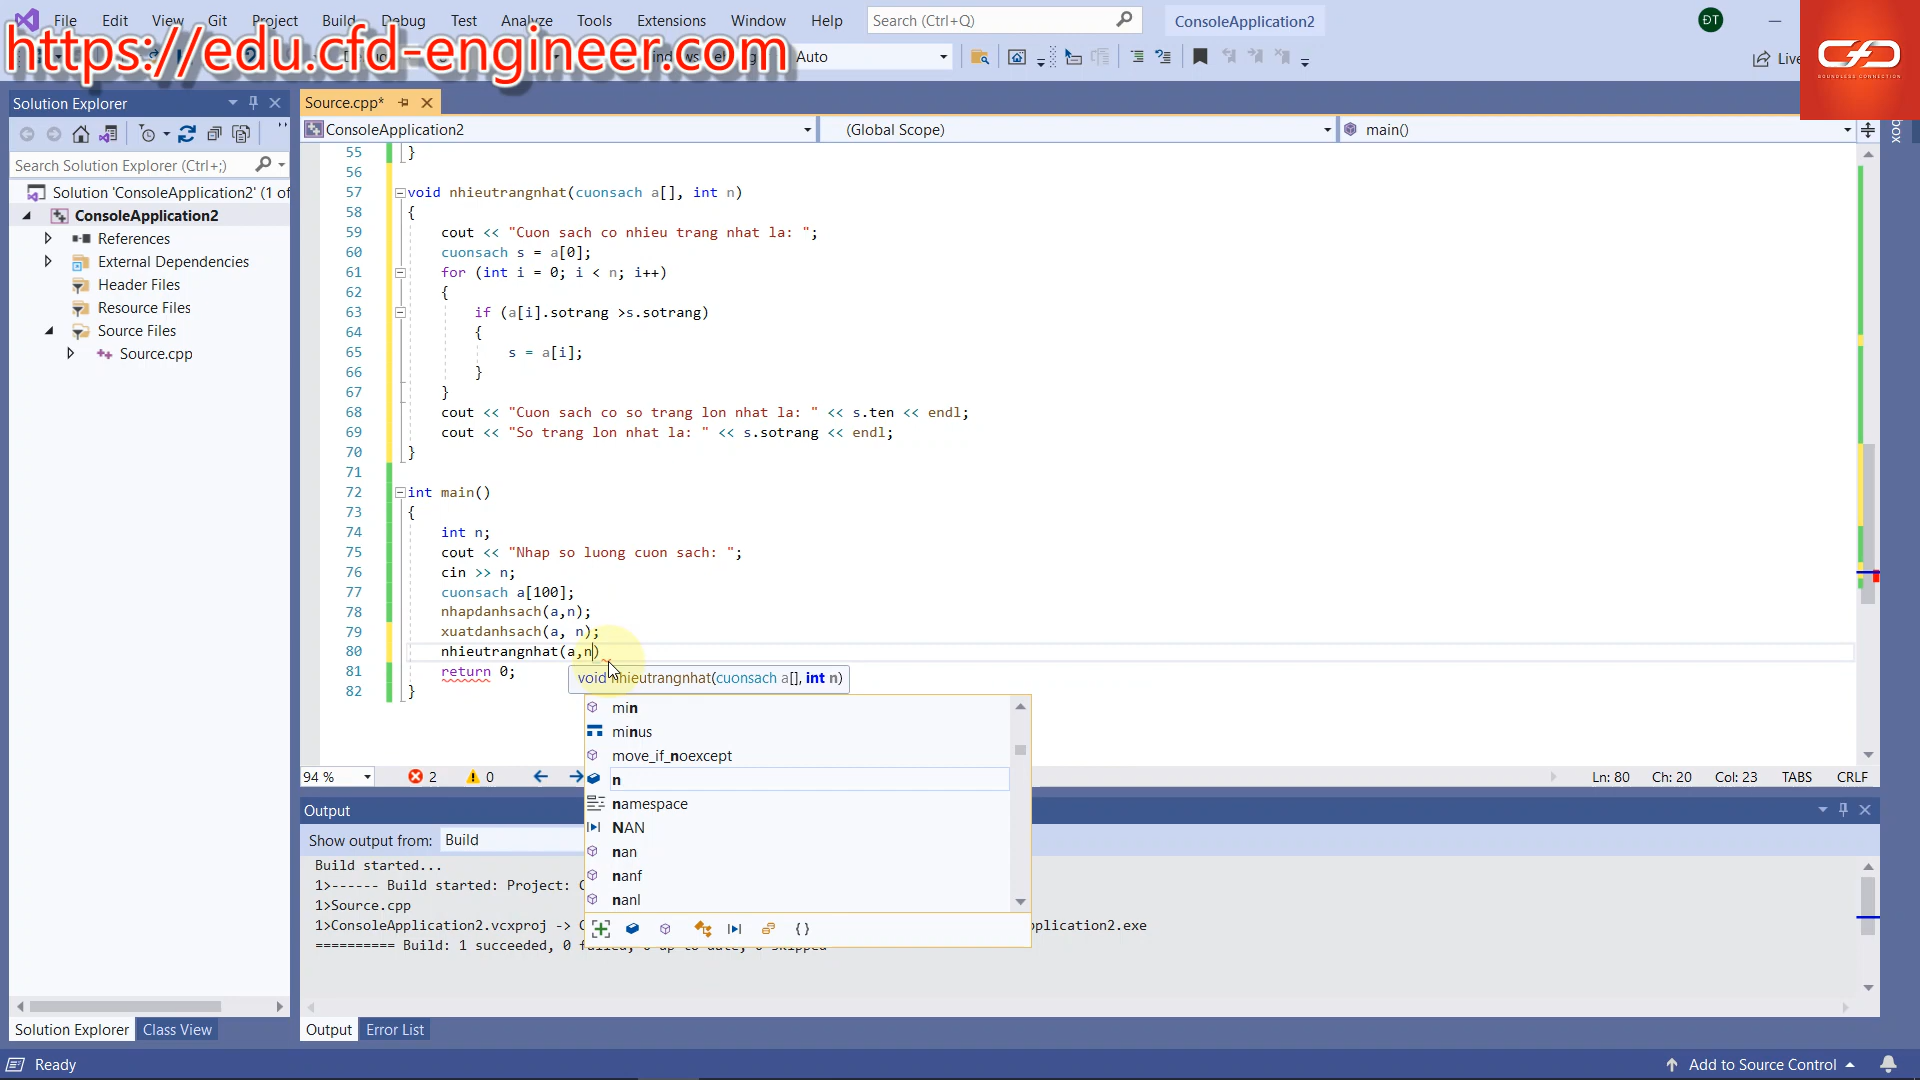 File Edit View Git Project Build Debug Test Analyze Tools Extensions Window Help Search (Ctrl+Q) ConsoleApplication2 ĐT
https://edu.cfd-engineer.com
Auto
Live
CFD
BOUNDLESS CONNECTION
Solution Explorer
Source.cpp*
ConsoleApplication2 (Global Scope) main()
Search Solution Explorer (Ctrl+;)
Solution 'ConsoleApplication2' (1 of
ConsoleApplication2
References
External Dependencies
Header Files
Resource Files
Source Files
Source.cpp
55 }
56
57 void nhieutrangnhat(cuonsach a[], int n)
58 {
59 cout << "Cuon sach co nhieu trang nhat la: ";
60 cuonsach s = a[0];
61 for (int i = 0; i < n; i++)
62 {
63 if (a[i].sotrang >s.sotrang)
64 {
65 s = a[i];
66 }
67 }
68 cout << "Cuon sach co so trang lon nhat la: " << s.ten << endl;
69 cout << "So trang lon nhat la: " << s.sotrang << endl;
70 }
71
72 int main()
73 {
74 int n;
75 cout << "Nhap so luong cuon sach: ";
76 cin >> n;
77 cuonsach a[100];
78 nhapdanhsach(a,n);
79 xuatdanhsach(a, n);
80 nhieutrangnhat(a,n)
81 return 0;
82 }
void nhieutrangnhat(cuonsach a[], int n)
min
minus
move_if_noexcept
n
namespace
NAN
nan
nanf
nanl
94 % 2 0 Ln: 80 Ch: 20 Col: 23 TABS CRLF
Output
Show output from: Build
Build started...
1>------ Build started: Project: C
1>Source.cpp
1>ConsoleApplication2.vcxproj -> C
plication2.exe
========== Build: 1 succeeded, 0 failed, 0 up-to-date, 0 skipped
Solution Explorer Class View Output Error List
Ready Add to Source Control